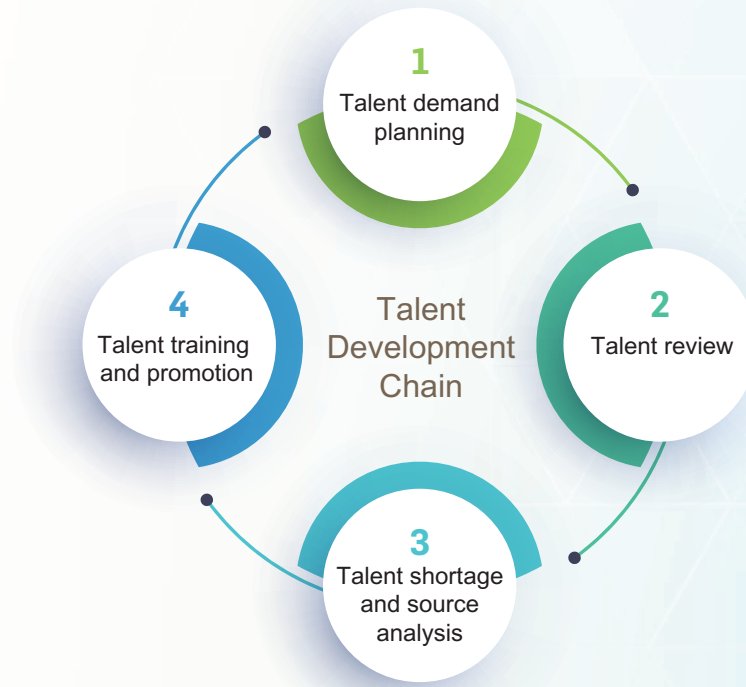 1
Talent demand
planning
2
Talent review
3
Talent shortage
and source
analysis
4
Talent training
and promotion
Talent
Development
Chain